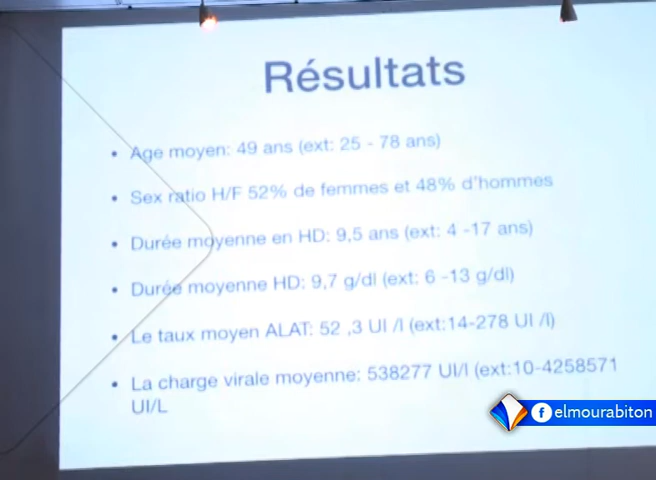 Résultats
• Age moyen: 49 ans (ext: 25 - 78 ans)
• Sex ratio H/F 52% de femmes et 48% d'hommes
• Durée moyenne en HD: 9,5 ans (ext: 4 -17 ans)
• Durée moyenne HD: 9,7 g/dl (ext: 6 -13 g/dl)
• Le taux moyen ALAT: 52 ,3 UI /l (ext:14-278 UI /l)
• La charge virale moyenne: 538277 UI/l (ext:10-4258571
UI/L
f elmourabiton